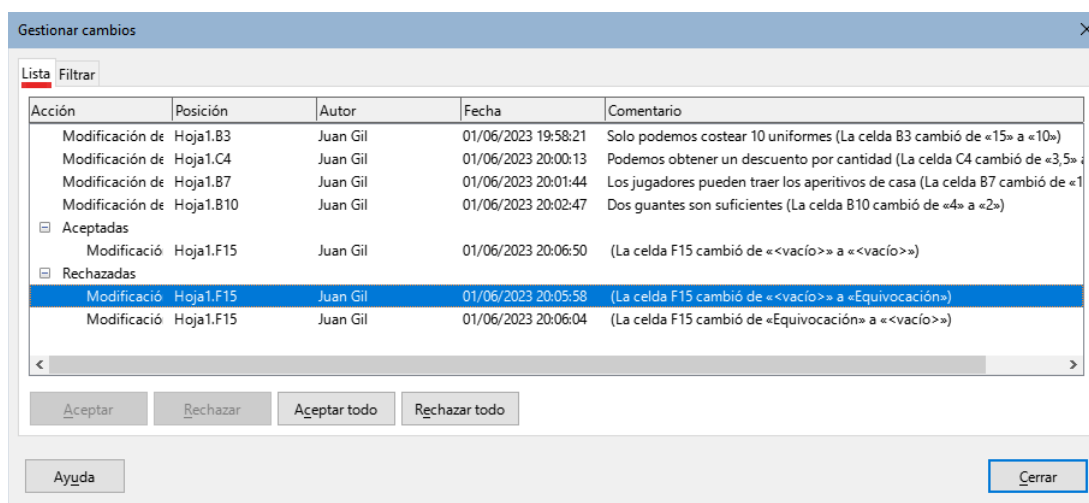 Gestionar cambios
Lista Filtrar
Acción Posición Autor Fecha Comentario
Modificación de Hoja1.B3 Juan Gil 01/06/2023 19:58:21 Solo podemos costear 10 uniformes (La celda B3 cambió de «15» a «10»)
Modificación de Hoja1.C4 Juan Gil 01/06/2023 20:00:13 Podemos obtener un descuento por cantidad (La celda C4 cambió de «3,5» a
Modificación de Hoja1.B7 Juan Gil 01/06/2023 20:01:44 Los jugadores pueden traer los aperitivos de casa (La celda B7 cambió de «1
Modificación de Hoja1.B10 Juan Gil 01/06/2023 20:02:47 Dos guantes son suficientes (La celda B10 cambió de «4» a «2»)
Aceptadas
Modificació Hoja1.F15 Juan Gil 01/06/2023 20:06:50 (La celda F15 cambió de «<vacío>» a «<vacío>»)
Rechazadas
Modificació Hoja1.F15 Juan Gil 01/06/2023 20:05:58 (La celda F15 cambió de «<vacío>» a «Equivocación»)
Modificació Hoja1.F15 Juan Gil 01/06/2023 20:06:04 (La celda F15 cambió de «Equivocación» a «<vacío>»)
Aceptar Rechazar Aceptar todo Rechazar todo
Ayuda Cerrar